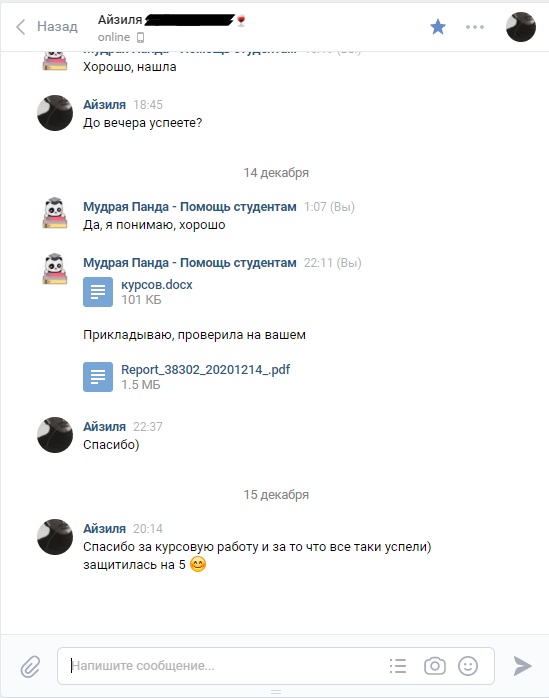 Назад
Айзиля
online
Мудрая Панда - Помощь студентам (Вы)
Хорошо, нашла
Айзиля 18:45
До вечера успеете?
14 декабря
Мудрая Панда - Помощь студентам 1:07 (Вы)
Да, я понимаю, хорошо
Мудрая Панда - Помощь студентам 22:11 (Вы)
курсов.docx
101 КБ
Прикладываю, проверила на вашем
Report_38302_20201214_.pdf
1.5 МБ
Айзиля 22:37
Спасибо)
15 декабря
Айзиля 20:14
Спасибо за курсовую работу и за то что все таки успели)
защитилась на 5 😊
Напишите сообщение...